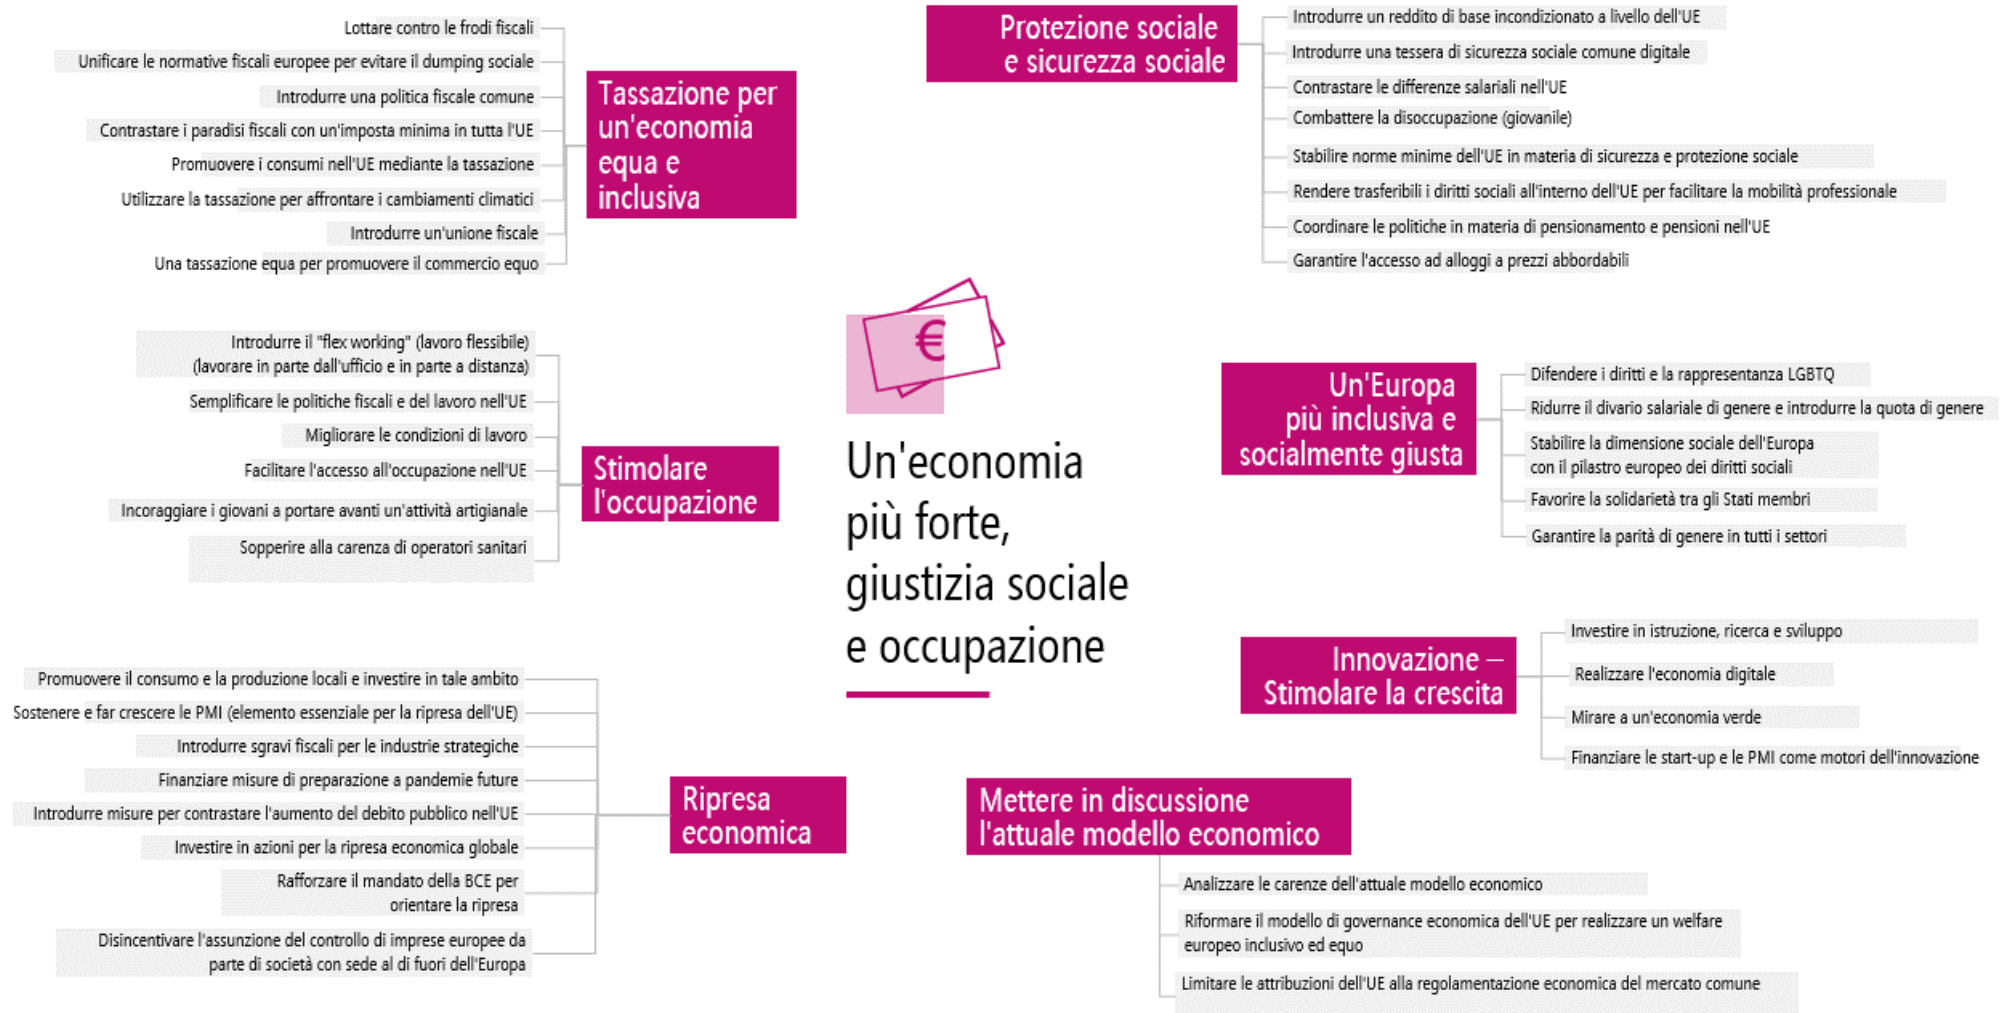 Lottare contro le frodi fiscali
Unificare le normative fiscali europee per evitare il dumping sociale
Introdurre una politica fiscale comune
Contrastare i paradisi fiscali con un'imposta minima in tutta l'UE
Promuovere i consumi nell'UE mediante la tassazione
Utilizzare la tassazione per affrontare i cambiamenti climatici
Introdurre un'unione fiscale
Una tassazione equa per promuovere il commercio equo
Tassazione per
un'economia
equa e
inclusiva
Introdurre il "flex working" (lavoro flessibile)
(lavorare in parte dall'ufficio e in parte a distanza)
Semplificare le politiche fiscali e del lavoro nell'UE
Migliorare le condizioni di lavoro
Facilitare l'accesso all'occupazione nell'UE
Incoraggiare i giovani a portare avanti un'attività artigianale
Sopperire alla carenza di operatori sanitari
Stimolare
l'occupazione
Promuovere il consumo e la produzione locali e investire in tale ambito
Sostenere e far crescere le PMI (elemento essenziale per la ripresa dell'UE)
Introdurre sgravi fiscali per le industrie strategiche
Finanziare misure di preparazione a pandemie future
Introdurre misure per contrastare l'aumento del debito pubblico nell'UE
Investire in azioni per la ripresa economica globale
Rafforzare il mandato della BCE per
orientare la ripresa
Disincentivare l'assunzione del controllo di imprese europee da
parte di società con sede al di fuori dell'Europa
Ripresa
economica
€
Un'economia
più forte,
giustizia sociale
e occupazione
Protezione sociale
e sicurezza sociale
Introdurre un reddito di base incondizionato a livello dell'UE
Introdurre una tessera di sicurezza sociale comune digitale
Contrastare le differenze salariali nell'UE
Combattere la disoccupazione (giovanile)
Stabilire norme minime dell'UE in materia di sicurezza e protezione sociale
Rendere trasferibili i diritti sociali all'interno dell'UE per facilitare la mobilità professionale
Coordinare le politiche in materia di pensionamento e pensioni nell'UE
Garantire l'accesso ad alloggi a prezzi abbordabili
Un'Europa
più inclusiva e
socialmente giusta
Difendere i diritti e la rappresentanza LGBTQ
Ridurre il divario salariale di genere e introdurre la quota di genere
Stabilire la dimensione sociale dell'Europa
con il pilastro europeo dei diritti sociali
Favorire la solidarietà tra gli Stati membri
Garantire la parità di genere in tutti i settori
Innovazione –
Stimolare la crescita
Investire in istruzione, ricerca e sviluppo
Realizzare l'economia digitale
Mirare a un'economia verde
Finanziare le start-up e le PMI come motori dell'innovazione
Mettere in discussione
l'attuale modello economico
Analizzare le carenze dell'attuale modello economico
Riformare il modello di governance economica dell'UE per realizzare un welfare
europeo inclusivo ed equo
Limitare le attribuzioni dell'UE alla regolamentazione economica del mercato comune